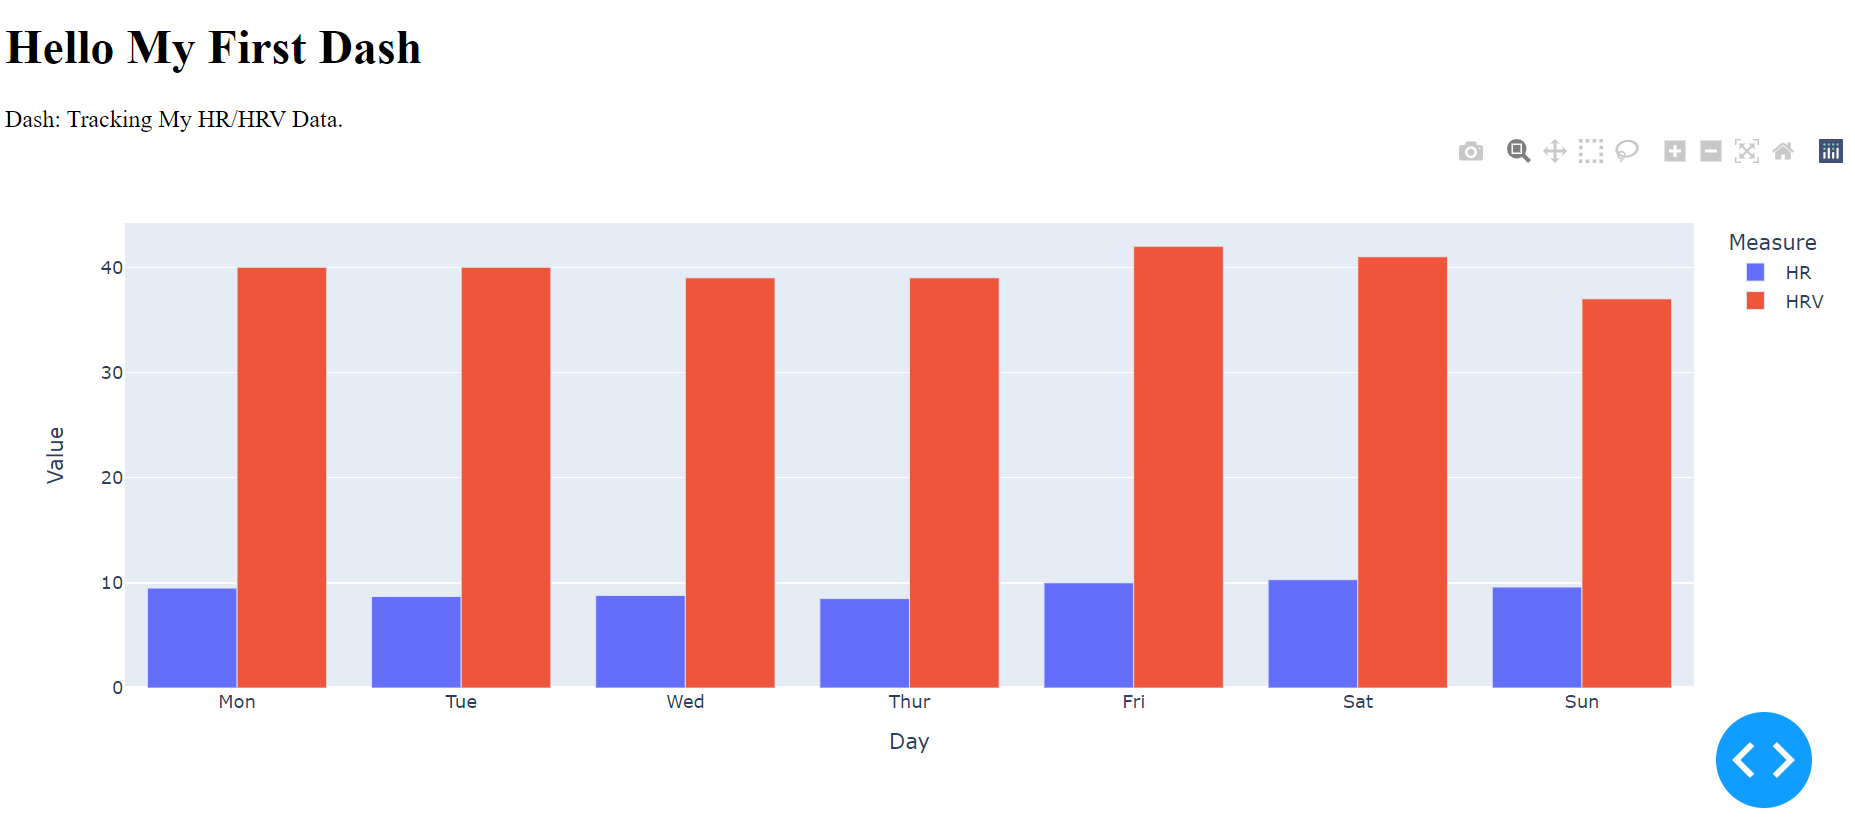 Hello My First Dash
Dash: Tracking My HR/HRV Data.
Measure
HR
HRV
40
30
20
10
0
Value
Mon Tue Wed Thur Fri Sat Sun
Day